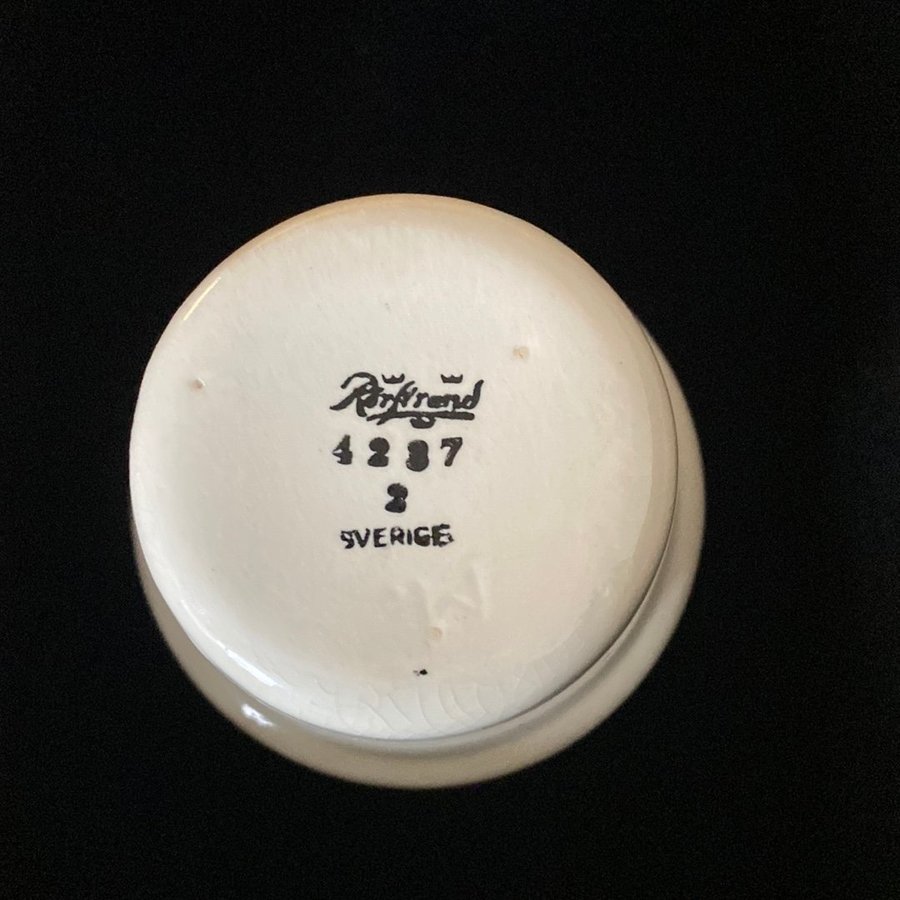 Rörstrand
4237
2
SVERIGE